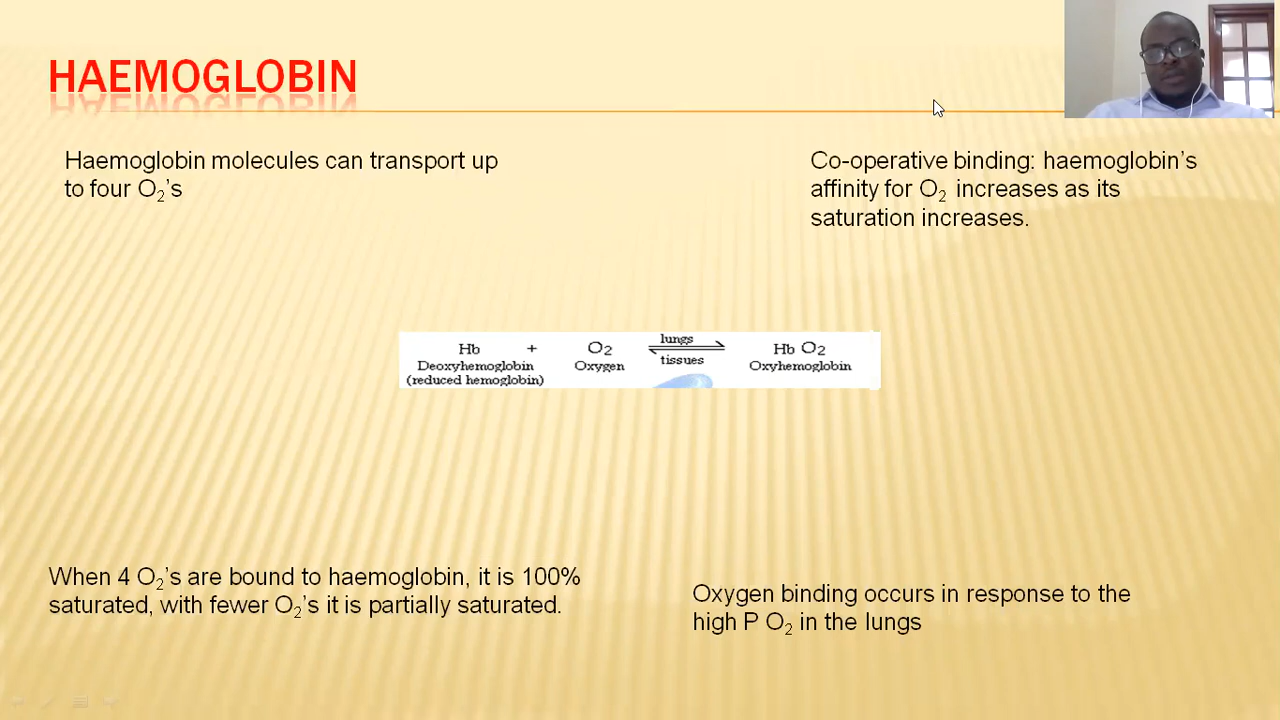 HAEMOGLOBIN
Haemoglobin molecules can transport up
to four O₂'s
Co-operative binding: haemoglobin's
affinity for O₂ increases as its
saturation increases.
Hb + O₂ lungs Hb O₂
tissues
Deoxyhemoglobin Oxygen Oxyhemoglobin
(reduced hemoglobin)
When 4 O₂'s are bound to haemoglobin, it is 100%
saturated, with fewer O₂'s it is partially saturated.
Oxygen binding occurs in response to the
high P O₂ in the lungs